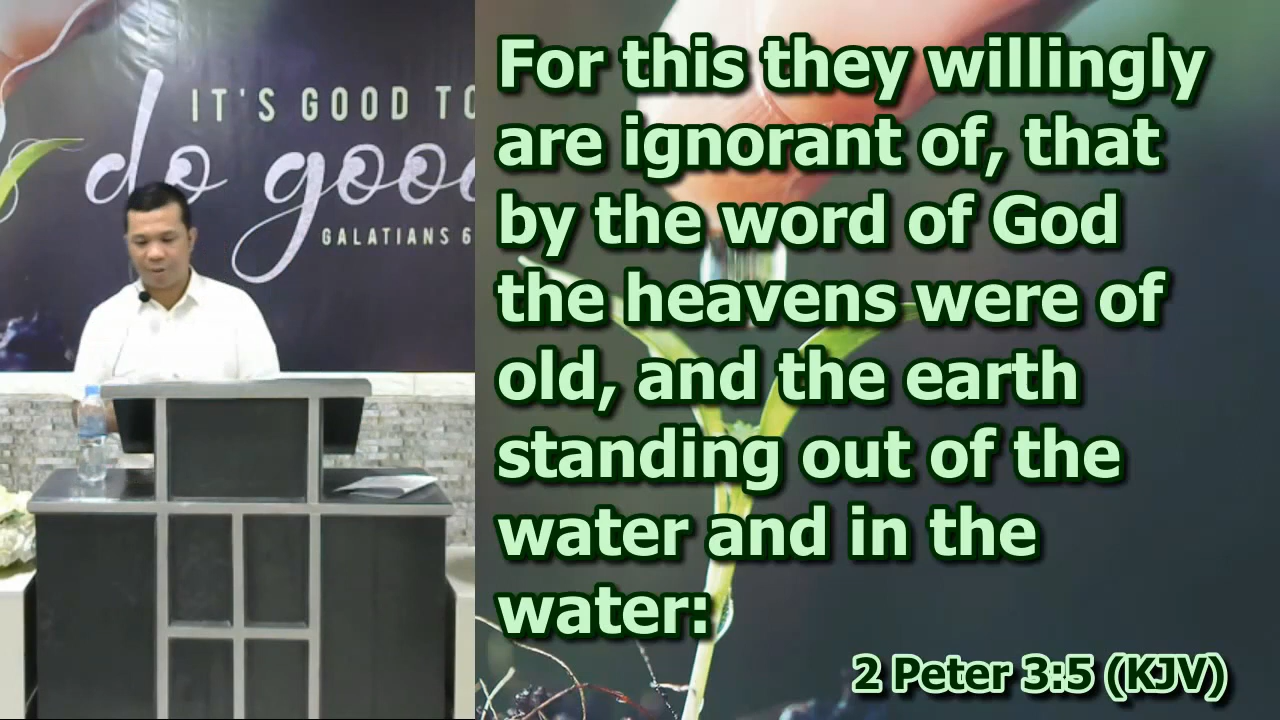 IT'S GOOD TO
do good
GALATIANS 6
For this they willingly
are ignorant of, that
by the word of God
the heavens were of
old, and the earth
standing out of the
water and in the
water:
2 Peter 3:5 (KJV)